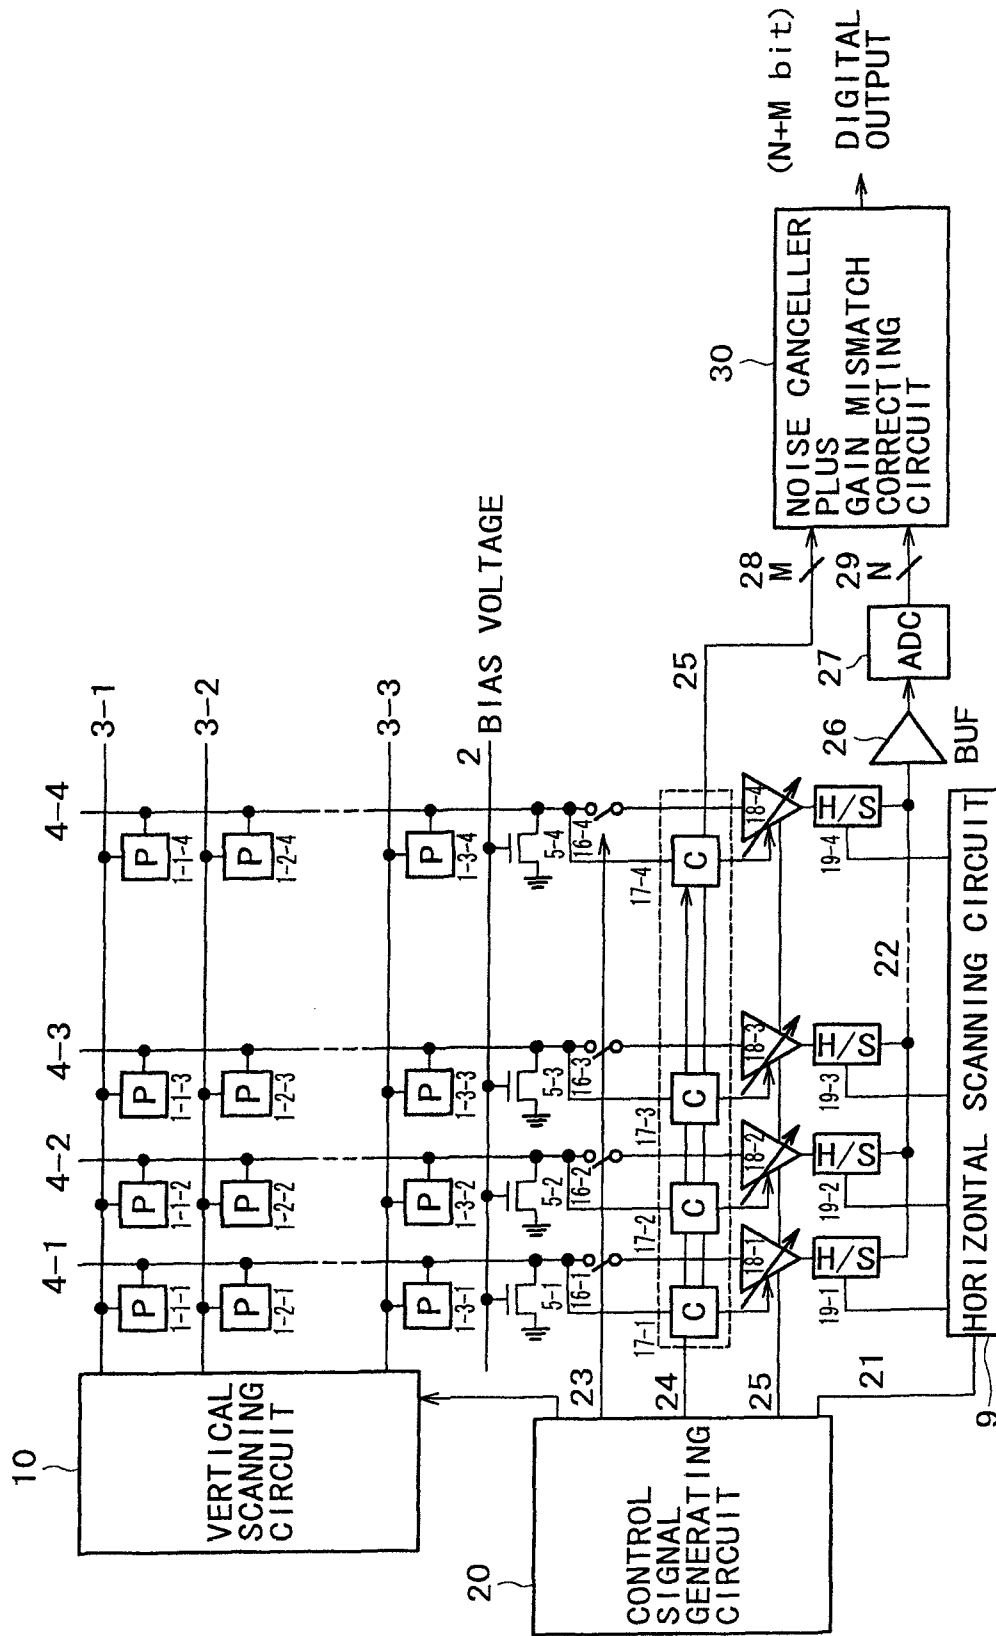 4-1
4-2
4-3
4-4
10
VERTICAL
SCANNING
CIRCUIT
3-1
P
P
P
P
1-1-1
1-1-2
1-1-3
1-1-4
3-2
P
P
P
P
1-2-1
1-2-2
1-2-3
1-2-4
3-3
P
P
P
P
1-3-1
1-3-2
1-3-3
1-3-4
2
BIAS VOLTAGE
5-1
5-2
5-3
5-4
16-1
16-2
16-3
16-4
20
CONTROL
SIGNAL
GENERATING
CIRCUIT
23
24
25
21
17-1
17-2
17-3
17-4
C
C
C
C
25
18-1
18-2
18-3
18-4
H/S
H/S
H/S
H/S
19-1
19-2
19-3
19-4
22
9
HORIZONTAL SCANNING CIRCUIT
26
BUF
27
ADC
28
M
29
N
30
NOISE CANCELLER
PLUS
GAIN MISMATCH
CORRECTING
CIRCUIT
(N+M bit)
DIGITAL
OUTPUT